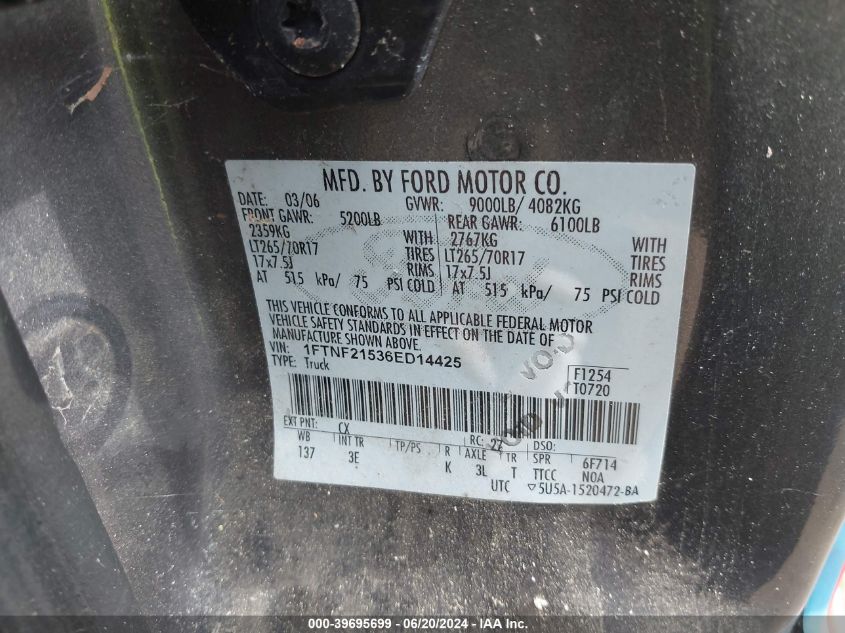 MFD. BY FORD MOTOR CO.
DATE: 03/06 GVWR: 9000LB/ 4082KG
FRONT GAWR: 5200LB REAR GAWR: 6100LB
2359KG WITH 2767KG WITH
LT265/70R17 TIRES LT265/70R17 TIRES
17x7.5J RIMS 17x7.5J RIMS
AT 515 kPa/ 75 PSI COLD AT 515 kPa/ 75 PSI COLD
THIS VEHICLE CONFORMS TO ALL APPLICABLE FEDERAL MOTOR
VEHICLE SAFETY STANDARDS IN EFFECT ON THE DATE OF
MANUFACTURE SHOWN ABOVE.
VIN: 1FTNF21536ED14425
TYPE: Truck
F1254
T0720
EXT PNT: CX RC: 22 DSO:
WB INT TR TP/PS R AXLE TR SPR 6F714
137 3E K 3L T TTCC NOA
UTC ▽5U5A-1520472-BA
000-39695699 - 06/20/2024 - IAAI.com